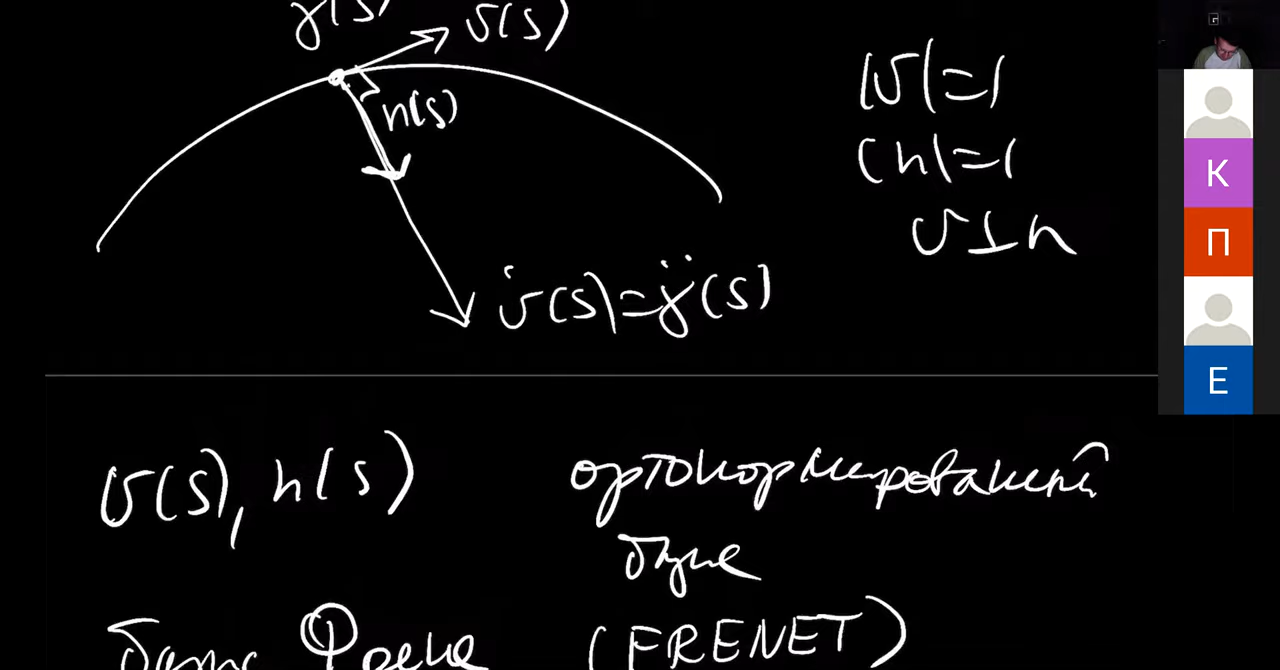 γ(s)
v(s)
n(s)
v̇(s)=γ̈(s)
|v|=1
|n|=1
v⊥n
v(s), n(s) ортонормированный
базис
базис Френе (FRENET)
К
П
Е